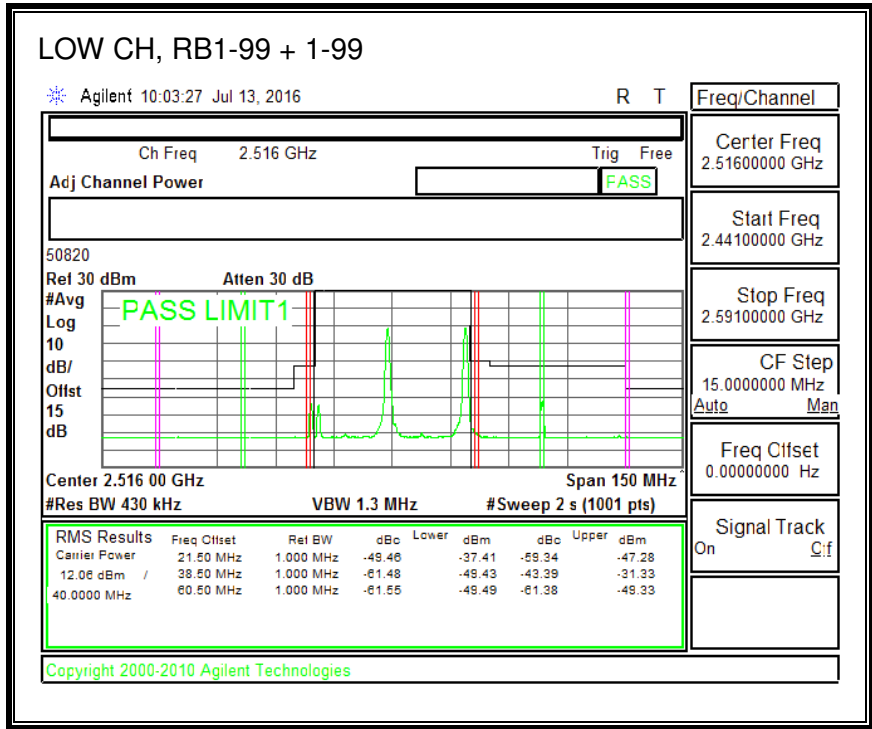 LOW CH, RB1-99 + 1-99
Agilent 10:03:27 Jul 13, 2016 R T
Freq/Channel
Ch Freq 2.516 GHz Trig Free
Adj Channel Power PASS
Center Freq
2.51600000 GHz
Start Freq
2.44100000 GHz
Stop Freq
2.59100000 GHz
CF Step
15.0000000 MHz
Auto Man
Freq Offset
0.00000000 Hz
Signal Track
On Off
50820
Ref 30 dBm Atten 30 dB
#Avg
Log
10
dB/
Offst
15
dB
PASS LIMIT1
Center 2.516 00 GHz Span 150 MHz
#Res BW 430 kHz VBW 1.3 MHz #Sweep 2 s (1001 pts)
RMS Results Freq Offset Ref BW dBc Lower dBm dBc Upper dBm
Carrier Power 21.50 MHz 1.000 MHz -49.46 -37.41 -59.34 -47.28
12.06 dBm / 38.50 MHz 1.000 MHz -61.48 -49.43 -43.39 -31.33
40.0000 MHz 60.50 MHz 1.000 MHz -61.55 -49.49 -61.38 -49.33
Copyright 2000-2010 Agilent Technologies